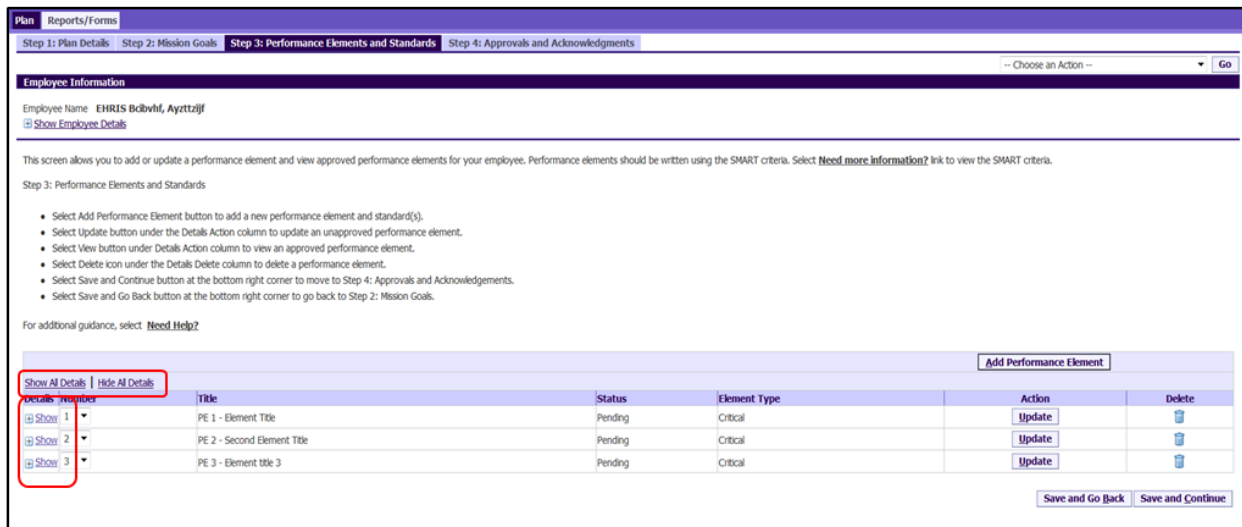 Plan Reports/Forms
Step 1: Plan Details Step 2: Mission Goals Step 3: Performance Elements and Standards Step 4: Approvals and Acknowledgments
-- Choose an Action -- Go
Employee Information
Employee Name EHRIS Bcibvhf, Ayzttzijf
Show Employee Details
This screen allows you to add or update a performance element and view approved performance elements for your employee. Performance elements should be written using the SMART criteria. Select Need more information? link to view the SMART criteria.
Step 3: Performance Elements and Standards
• Select Add Performance Element button to add a new performance element and standard(s).
• Select Update button under the Details Action column to update an unapproved performance element.
• Select View button under Details Action column to view an approved performance element.
• Select Delete icon under the Details Delete column to delete a performance element.
• Select Save and Continue button at the bottom right corner to move to Step 4: Approvals and Acknowledgements.
• Select Save and Go Back button at the bottom right corner to go back to Step 2: Mission Goals.
For additional guidance, select Need Help?
Add Performance Element
Show All Details | Hide All Details
Details Number Title Status Element Type Action Delete
Show 1 PE 1 - Element Title Pending Critical Update
Show 2 PE 2 - Second Element Title Pending Critical Update
Show 3 PE 3 - Element title 3 Pending Critical Update
Save and Go Back Save and Continue